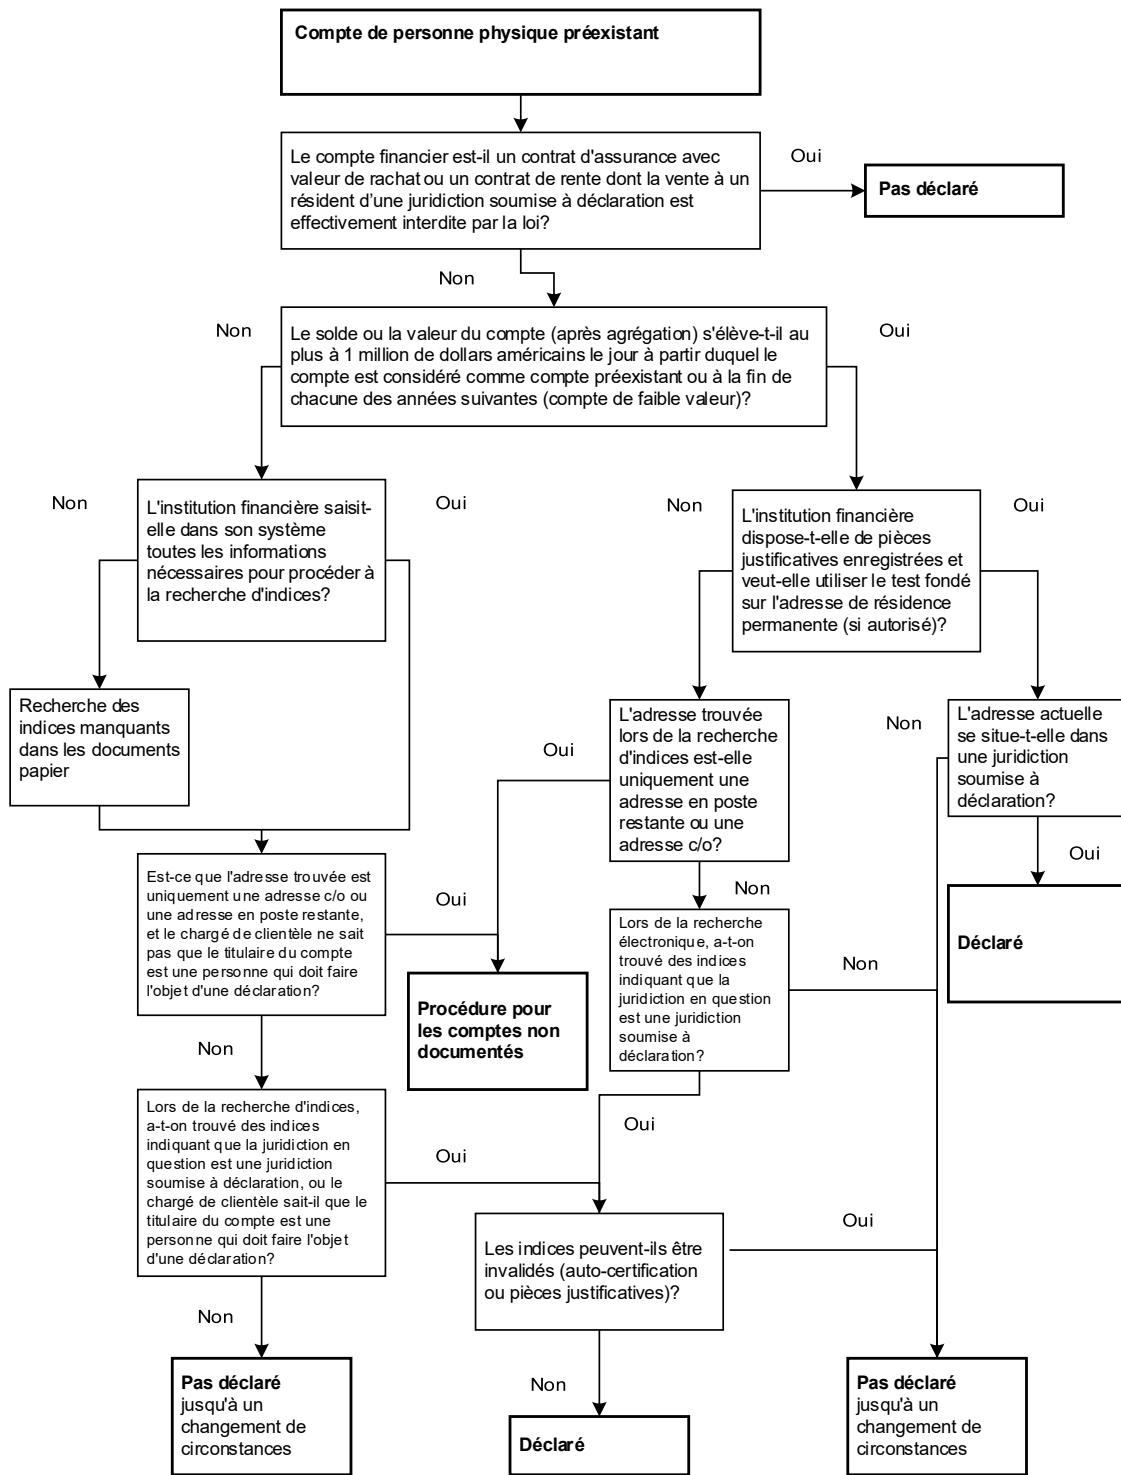 Compte de personne physique préexistant
Le compte financier est-il un contrat d'assurance avec
valeur de rachat ou un contrat de rente dont la vente à un
résident d'une juridiction soumise à déclaration est
effectivement interdite par la loi?
Oui
Pas déclaré
Non
Le solde ou la valeur du compte (après agrégation) s'élève-t-il au
plus à 1 million de dollars américains le jour à partir duquel le
compte est considéré comme compte préexistant ou à la fin de
chacune des années suivantes (compte de faible valeur)?
Non
Oui
Non
L'institution financière saisit-
elle dans son système
toutes les informations
nécessaires pour procéder à
la recherche d'indices?
Oui
Non
L'institution financière
dispose-t-elle de pièces
justificatives enregistrées et
veut-elle utiliser le test fondé
sur l'adresse de résidence
permanente (si autorisé)?
Oui
Recherche des
indices manquants
dans les documents
papier
Oui
L'adresse trouvée
lors de la recherche
d'indices est-elle
uniquement une
adresse en poste
restante ou une
adresse c/o?
Non
L'adresse actuelle
se situe-t-elle dans
une juridiction
soumise à
déclaration?
Oui
Est-ce que l'adresse trouvée est
uniquement une adresse c/o ou
une adresse en poste restante,
et le chargé de clientèle ne sait
pas que le titulaire du compte
est une personne qui doit faire
l'objet d'une déclaration?
Oui
Non
Lors de la recherche
électronique, a-t-on
trouvé des indices
indiquant que la
juridiction en question
est une juridiction
soumise à
déclaration?
Non
Déclaré
Procédure pour
les comptes non
documentés
Non
Lors de la recherche d'indices,
a-t-on trouvé des indices
indiquant que la juridiction en
question est une juridiction
soumise à déclaration, ou le
chargé de clientèle sait-il que le
titulaire du compte est une
personne qui doit faire l'objet
d'une déclaration?
Oui
Oui
Les indices peuvent-ils être
invalidés (auto-certification
ou pièces justificatives)?
Oui
Non
Pas déclaré
jusqu'à un
changement de
circonstances
Non
Déclaré
Pas déclaré
jusqu'à un
changement de
circonstances